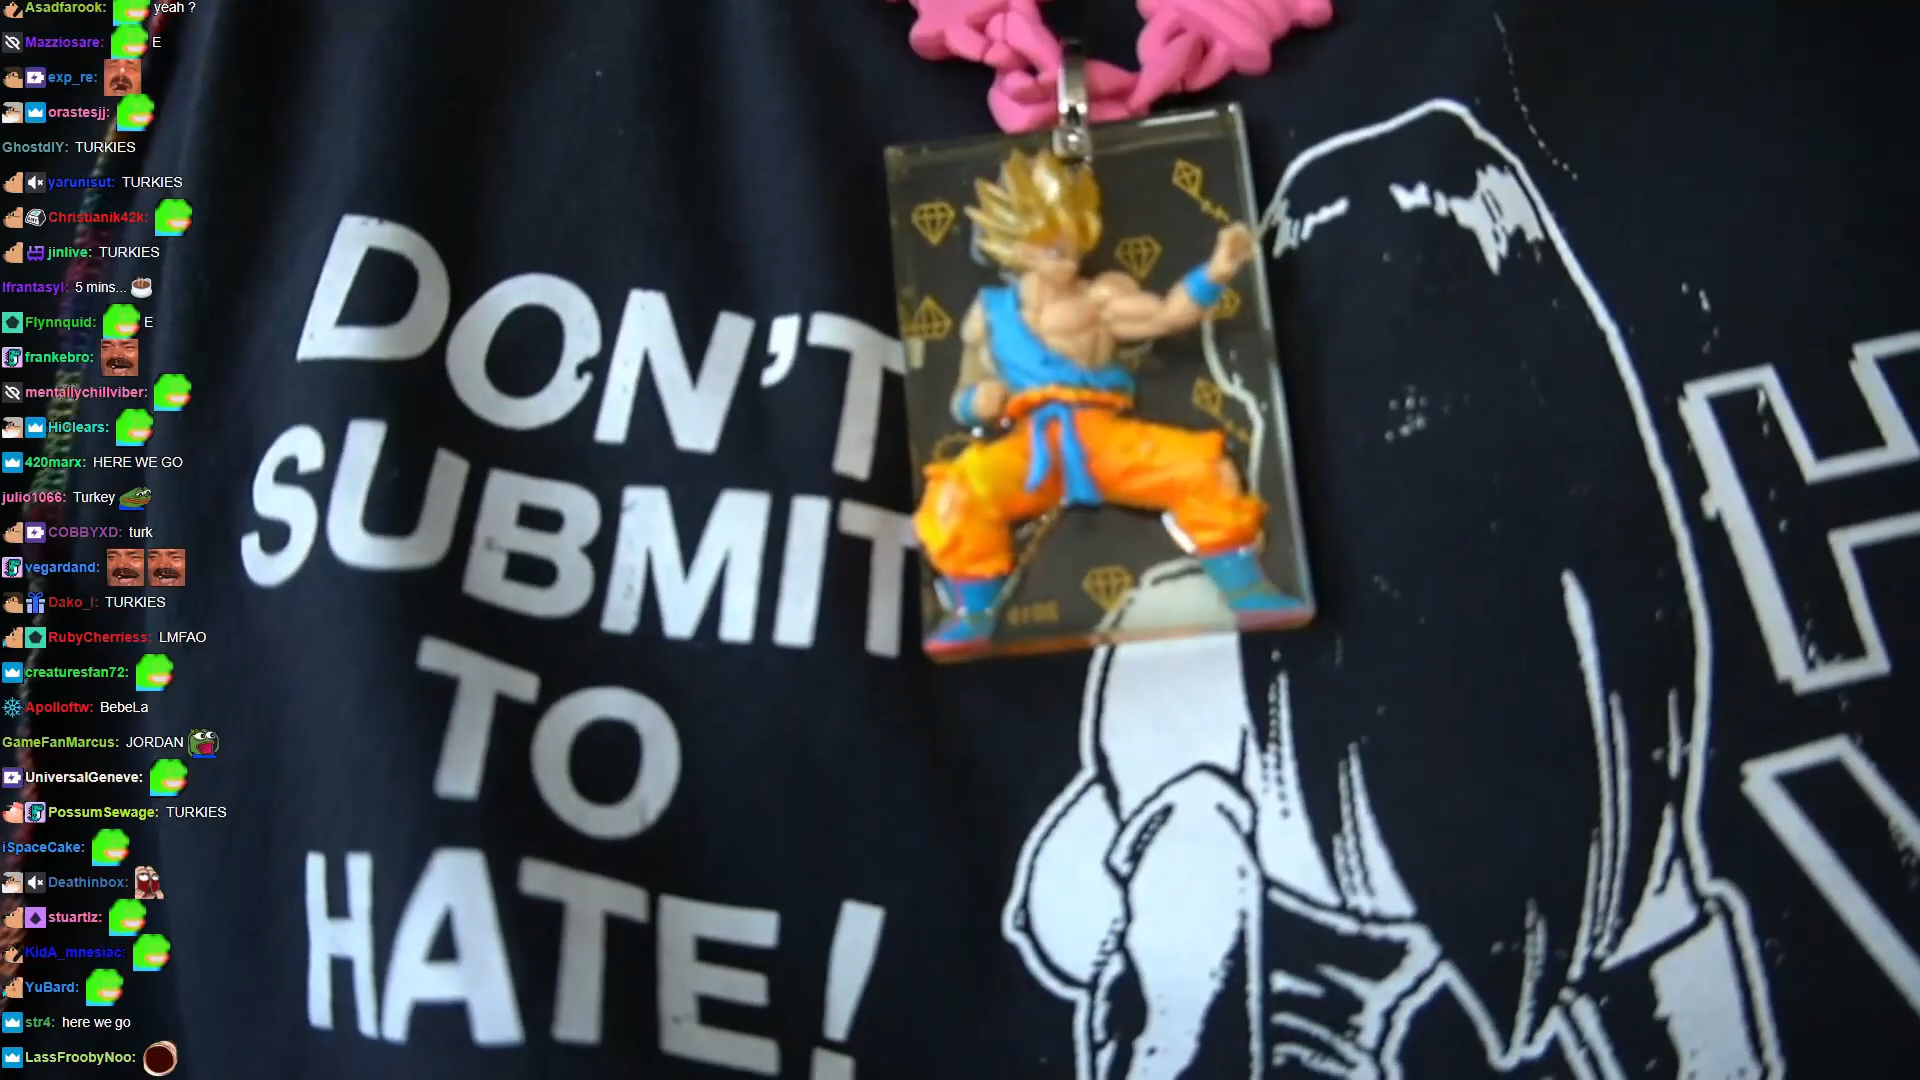 Asadfarook: yeah ?
Mazziosare: E
exp_re:
orastesjj:
GhostdIY: TURKIES
yarunisut: TURKIES
Christianik42k:
jinlive: TURKIES
lfrantasyl: 5 mins...
Flynnquid: E
frankebro:
mentallychillviber:
HiClears:
420marx: HERE WE GO
julio1066: Turkey
COBBYXD: turk
vegardand:
Dako_l: TURKIES
RubyCherriess: LMFAO
creaturesfan72:
Apolloftw: BebeLa
GameFanMarcus: JORDAN
UniversalGeneve:
PossumSewage: TURKIES
iSpaceCake:
Deathinbox:
stuartlz:
KidA_mnesiac:
YuBard:
str4: here we go
LassFroobyNoo:
DON'T
SUBMIT
TO
HATE!